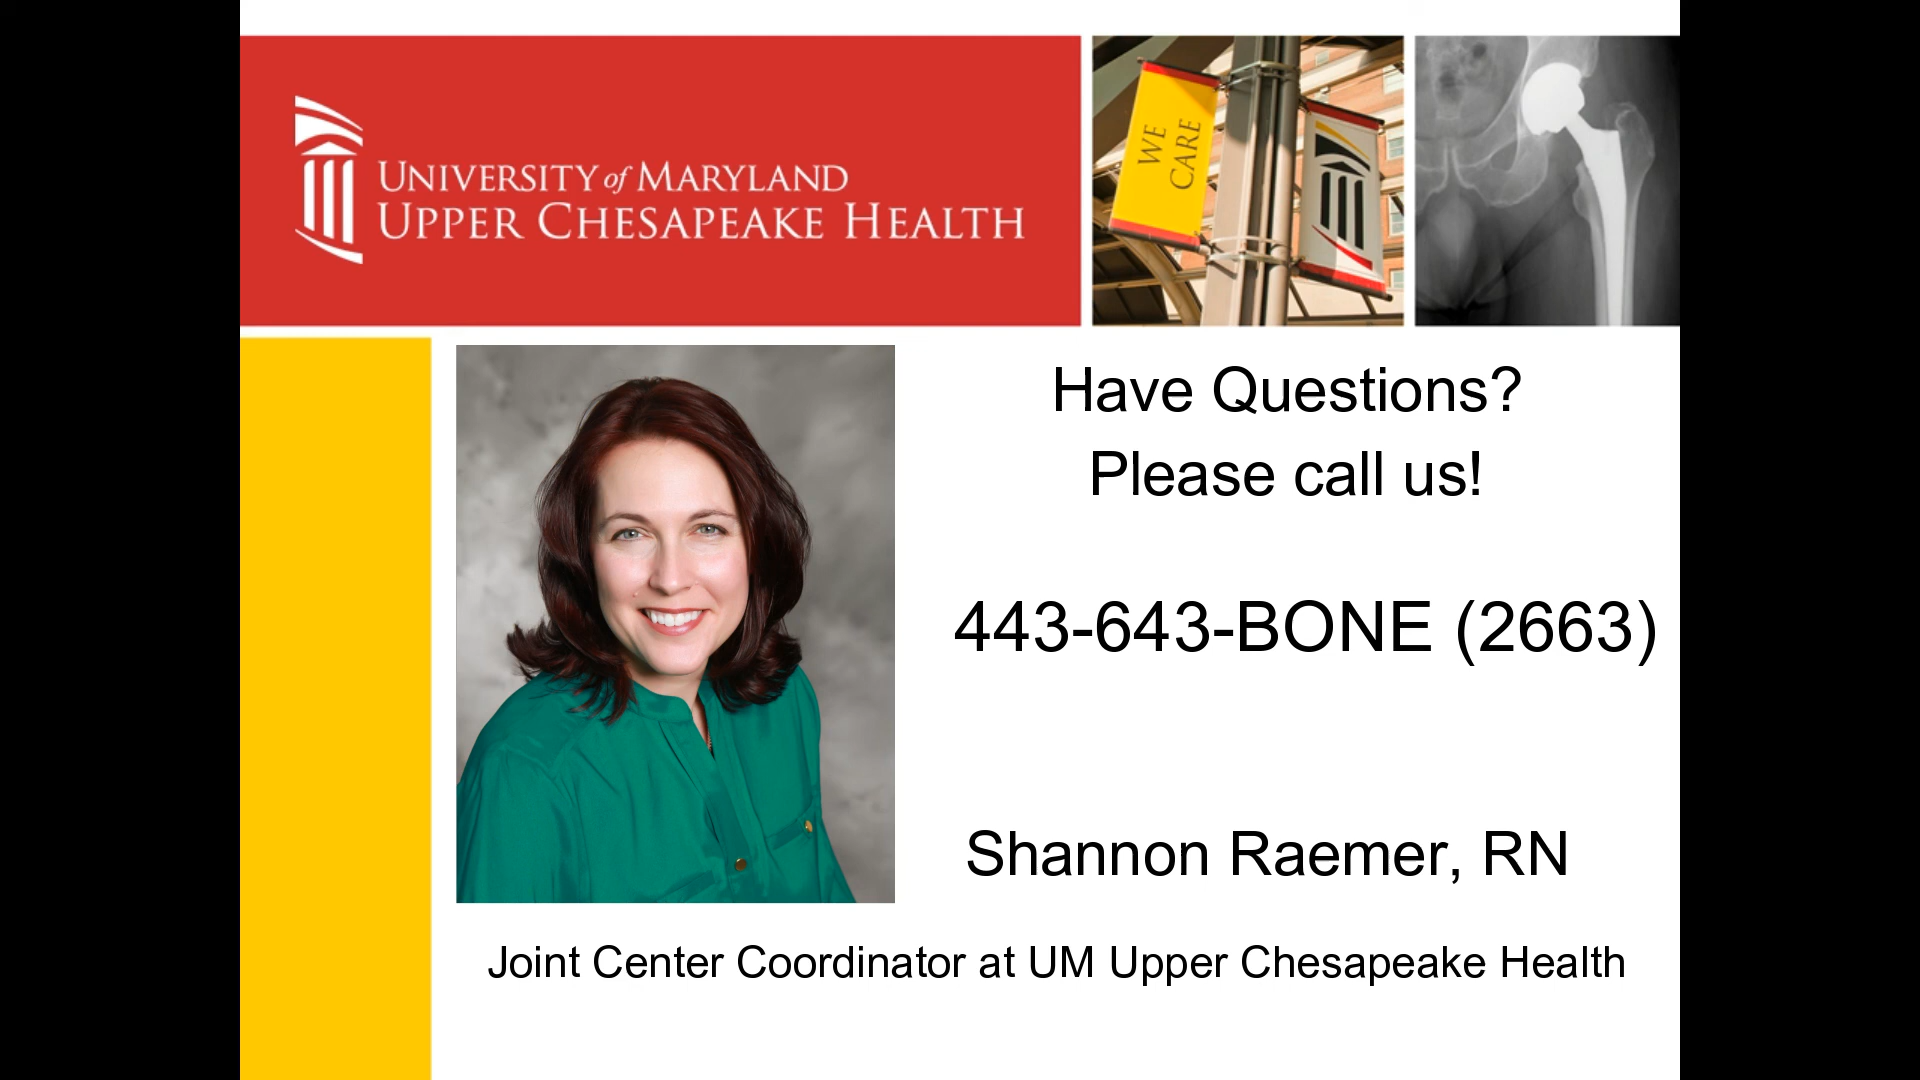 UNIVERSITY of MARYLAND
UPPER CHESAPEAKE HEALTH
WE
CARE
Have Questions?
Please call us!
443-643-BONE (2663)
Shannon Raemer, RN
Joint Center Coordinator at UM Upper Chesapeake Health